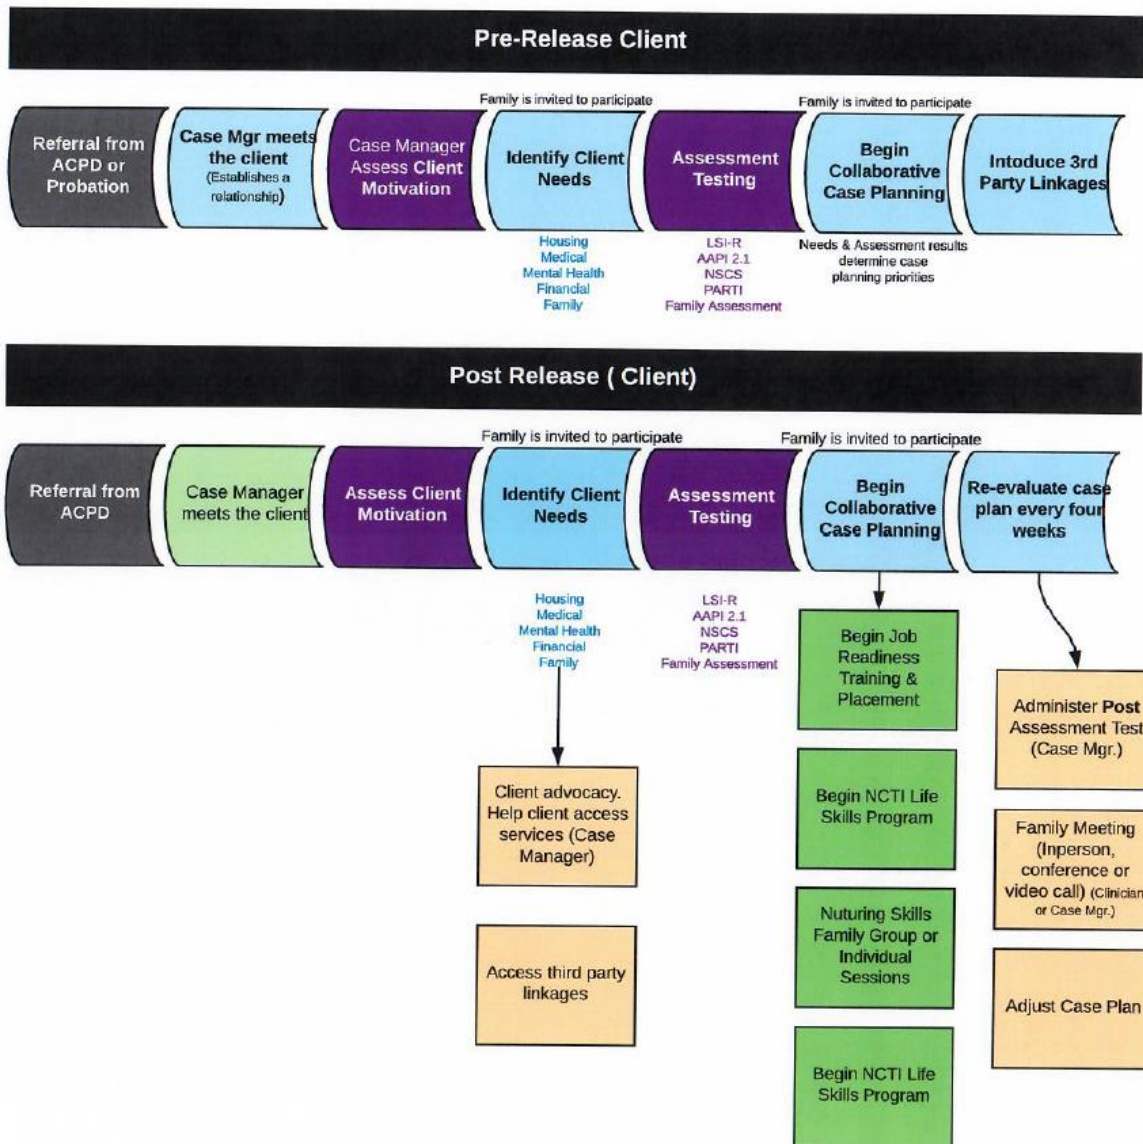 Pre-Release Client
Family is invited to participate
Family is invited to participate
Referral from
ACPD or
Probation
Case Mgr meets
the client
(Establishes a
relationship)
Case Manager
Assess Client
Motivation
Identify Client
Needs
Assessment
Testing
Begin
Collaborative
Case Planning
Intoduce 3rd
Party Linkages
Housing
Medical
Mental Health
Financial
Family
LSI-R
AAPI 2.1
NSCS
PARTI
Family Assessment
Needs & Assessment results
determine case
planning priorities
Post Release ( Client)
Family is invited to participate
Family is invited to participate
Referral from
ACPD
Case Manager
meets the client
Assess Client
Motivation
Identify Client
Needs
Assessment
Testing
Begin
Collaborative
Case Planning
Re-evaluate case
plan every four
weeks
Housing
Medical
Mental Health
Financial
Family
LSI-R
AAPI 2.1
NSCS
PARTI
Family Assessment
Client advocacy.
Help client access
services (Case
Manager)
Access third party
linkages
Begin Job
Readiness
Training &
Placement
Begin NCTI Life
Skills Program
Nuturing Skills
Family Group or
Individual
Sessions
Begin NCTI Life
Skills Program
Administer Post
Assessment Test
(Case Mgr.)
Family Meeting
(Inperson,
conference or
video call) (Clinician
or Case Mgr.)
Adjust Case Plan